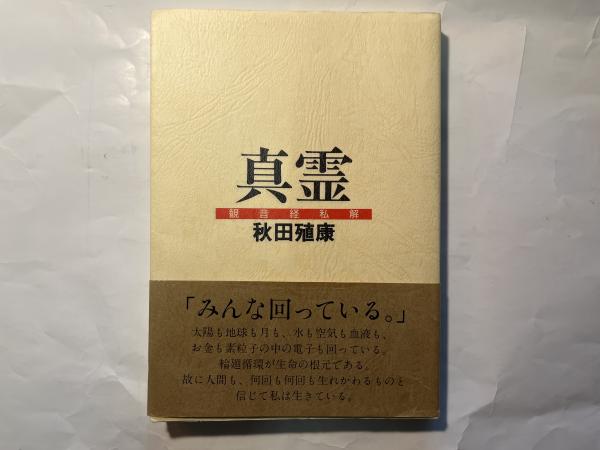 真霊
観音経私解
秋田殖康
「みんな回っている。」
太陽も地球も月も、水も空気も血液も、
お金も素粒子の中の電子も回っている。
輪廻循環が生命の根元である。
故に人間も、何回も何回も生れかわるものと
信じて私は生きている。